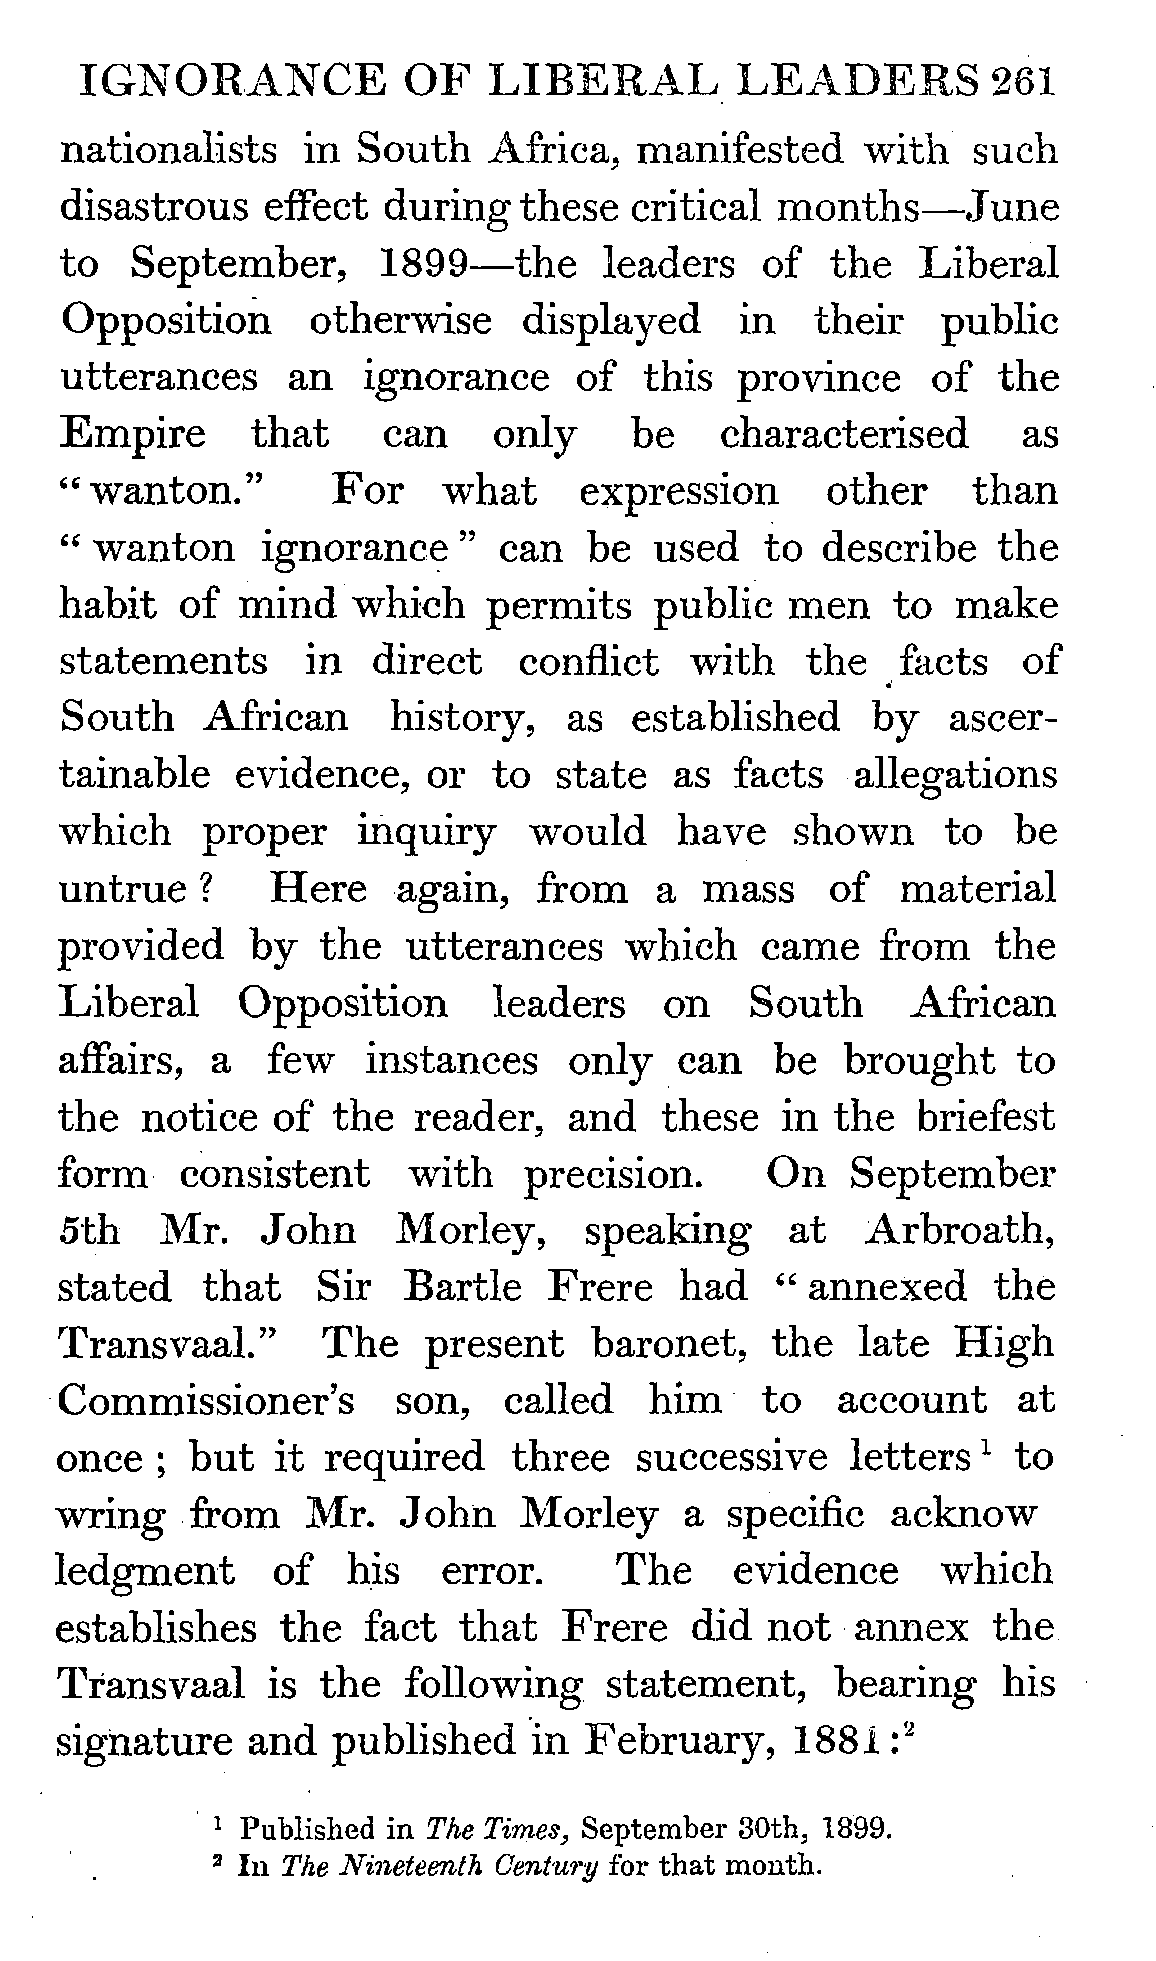 IGNORANCE OF LIBERAL LEADERS 261
nationalists in South Africa, manifested with such
disastrous effect during these critical months—June
to September, 1899—the leaders of the Liberal
Opposition otherwise displayed in their public
utterances an ignorance of this province of the
Empire that can only be characterised as
“wanton.” For what expression other than
“wanton ignorance” can be used to describe the
habit of mind which permits public men to make
statements in direct conflict with the facts of
South African history, as established by ascer-
tainable evidence, or to state as facts allegations
which proper inquiry would have shown to be
untrue? Here again, from a mass of material
provided by the utterances which came from the
Liberal Opposition leaders on South African
affairs, a few instances only can be brought to
the notice of the reader, and these in the briefest
form consistent with precision. On September
5th Mr. John Morley, speaking at Arbroath,
stated that Sir Bartle Frere had “annexed the
Transvaal.” The present baronet, the late High
Commissioner’s son, called him to account at
once; but it required three successive letters¹ to
wring from Mr. John Morley a specific acknow
ledgment of his error. The evidence which
establishes the fact that Frere did not annex the
Transvaal is the following statement, bearing his
signature and published in February, 1881:²
¹ Published in The Times, September 30th, 1899.
² In The Nineteenth Century for that month.